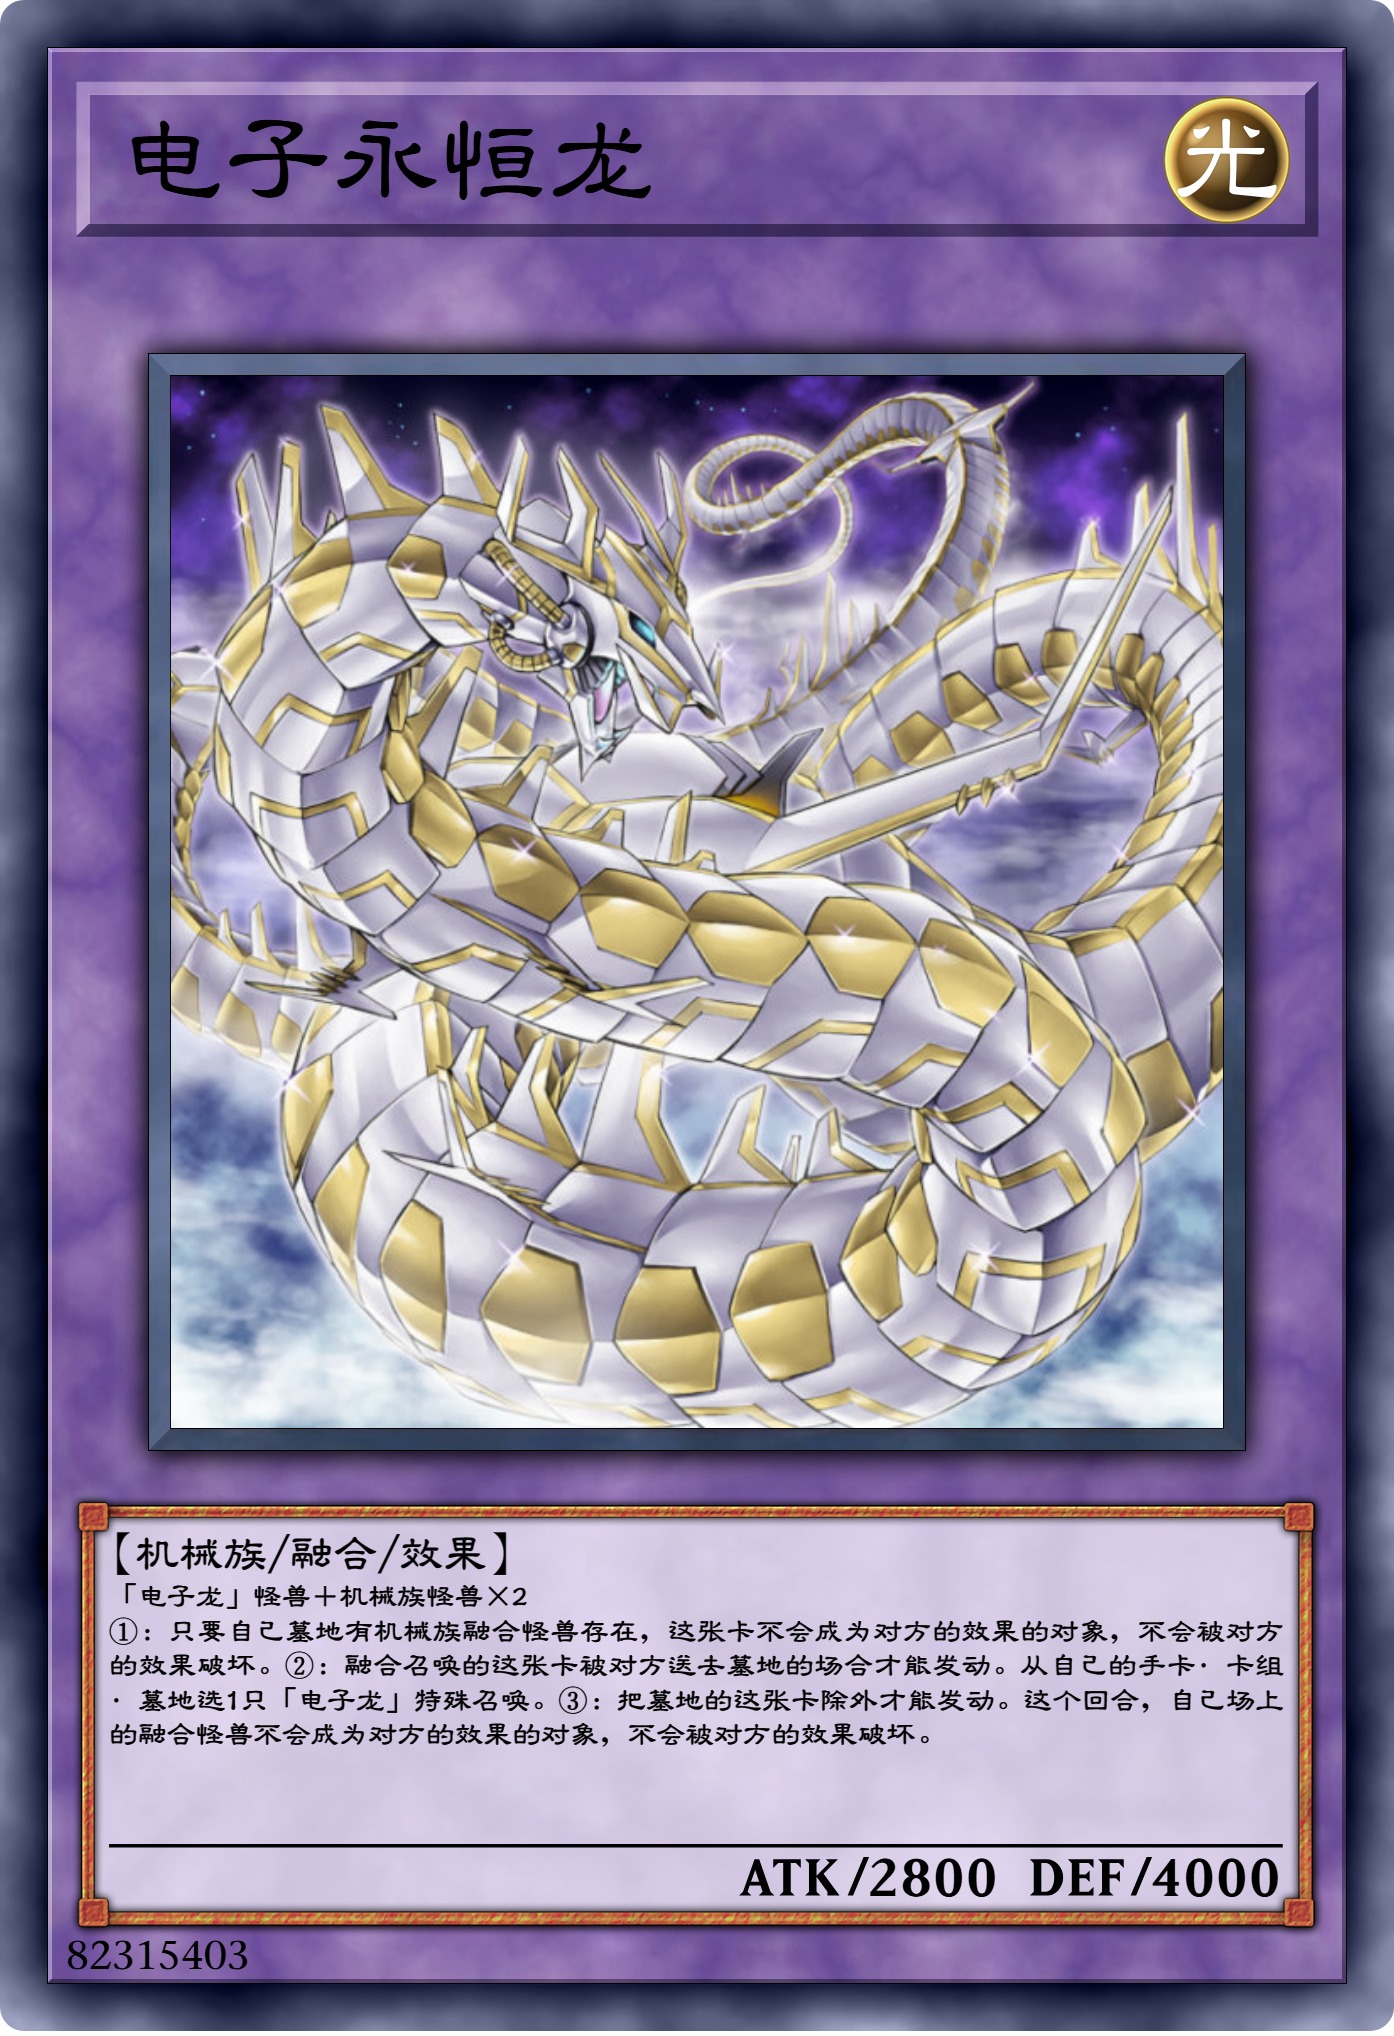 电子永恒龙
光
【机械族/融合/效果】
「电子龙」怪兽＋机械族怪兽×2
①：只要自己墓地有机械族融合怪兽存在，这张卡不会成为对方的效果的对象，不会被对方
的效果破坏。②：融合召唤的这张卡被对方送去墓地的场合才能发动。从自己的手卡·卡组
·墓地选1只「电子龙」特殊召唤。③：把墓地的这张卡除外才能发动。这个回合，自己场上
的融合怪兽不会成为对方的效果的对象，不会被对方的效果破坏。
ATK/2800 DEF/4000
82315403